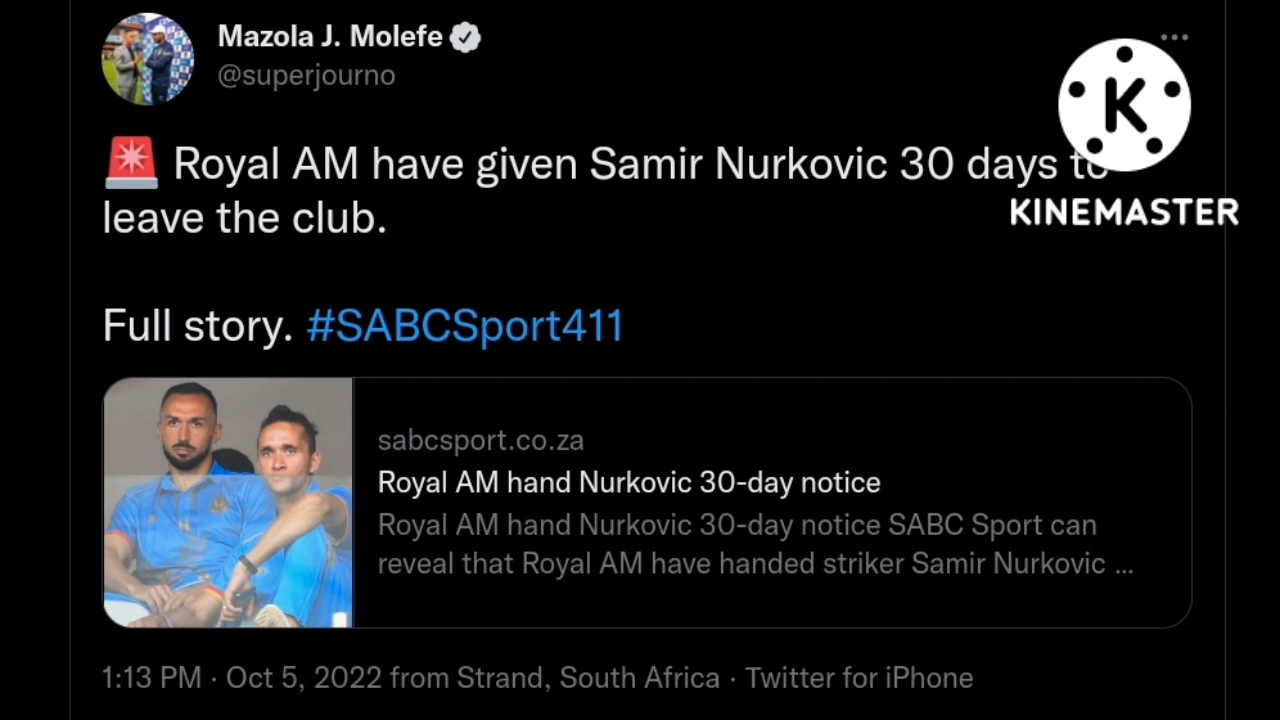 Mazola J. Molefe
@superjourno
🚨 Royal AM have given Samir Nurkovic 30 days to
leave the club.
K
KINEMASTER
Full story. #SABCSport411
sabcsport.co.za
Royal AM hand Nurkovic 30-day notice
Royal AM hand Nurkovic 30-day notice SABC Sport can
reveal that Royal AM have handed striker Samir Nurkovic ...
1:13 PM · Oct 5, 2022 from Strand, South Africa · Twitter for iPhone